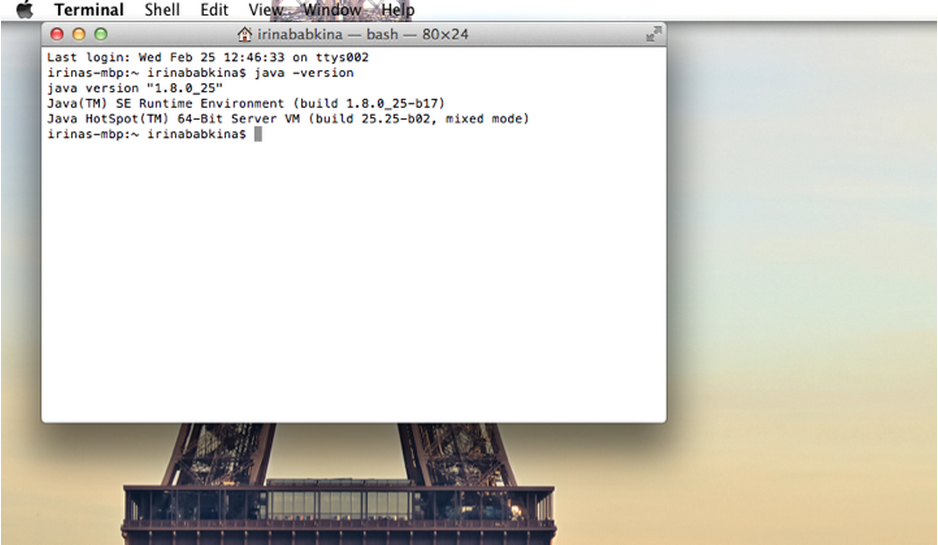 Terminal Shell Edit View Window Help
irinababkina — bash — 80×24
Last login: Wed Feb 25 12:46:33 on ttys002
irinas-mbp:~ irinababkina$ java -version
java version "1.8.0_25"
Java(TM) SE Runtime Environment (build 1.8.0_25-b17)
Java HotSpot(TM) 64-Bit Server VM (build 25.25-b02, mixed mode)
irinas-mbp:~ irinababkina$